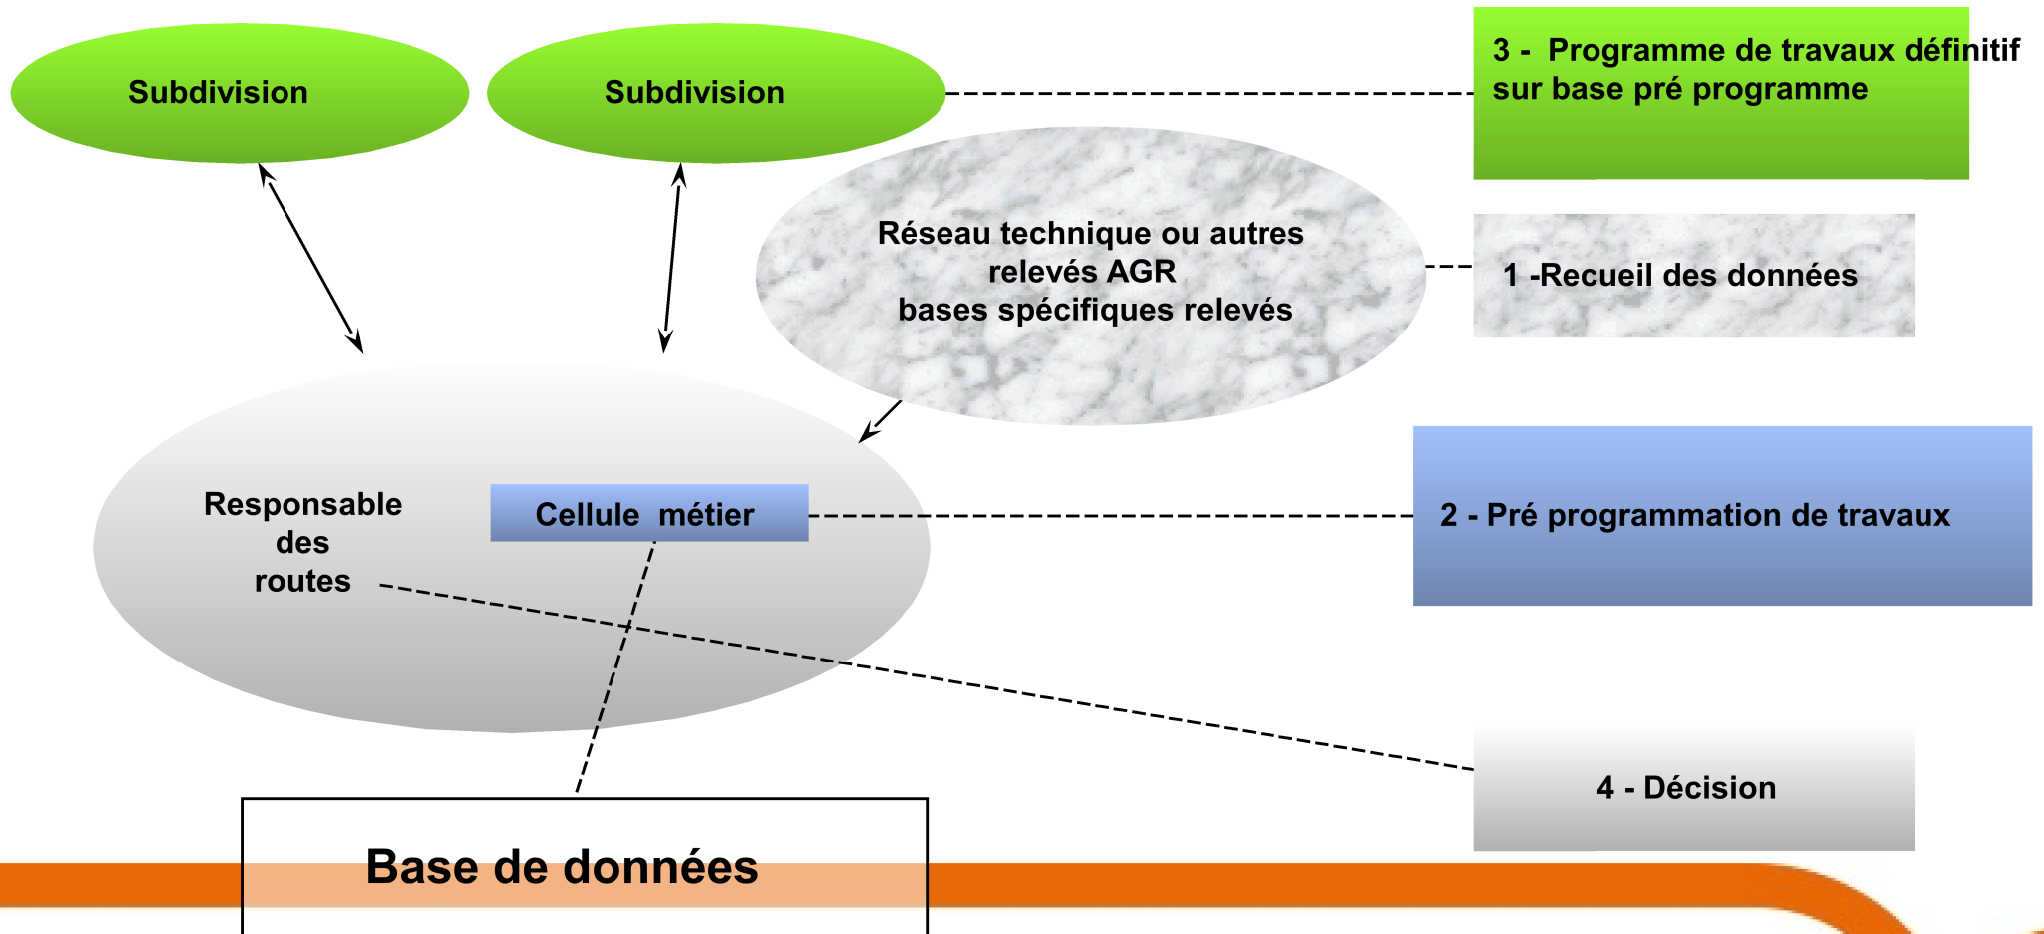 Subdivision
Subdivision
3 -  Programme de travaux définitif
sur base pré programme
Réseau technique ou autres
relevés AGR
bases spécifiques relevés
1 -Recueil des données
Responsable
des
routes
Cellule  métier
2 - Pré programmation de travaux
4 - Décision
Base de données